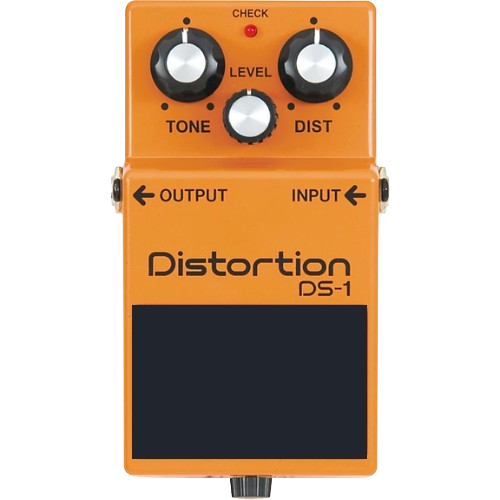 CHECK
LEVEL
TONE DIST
← OUTPUT INPUT ←
Distortion
DS-1